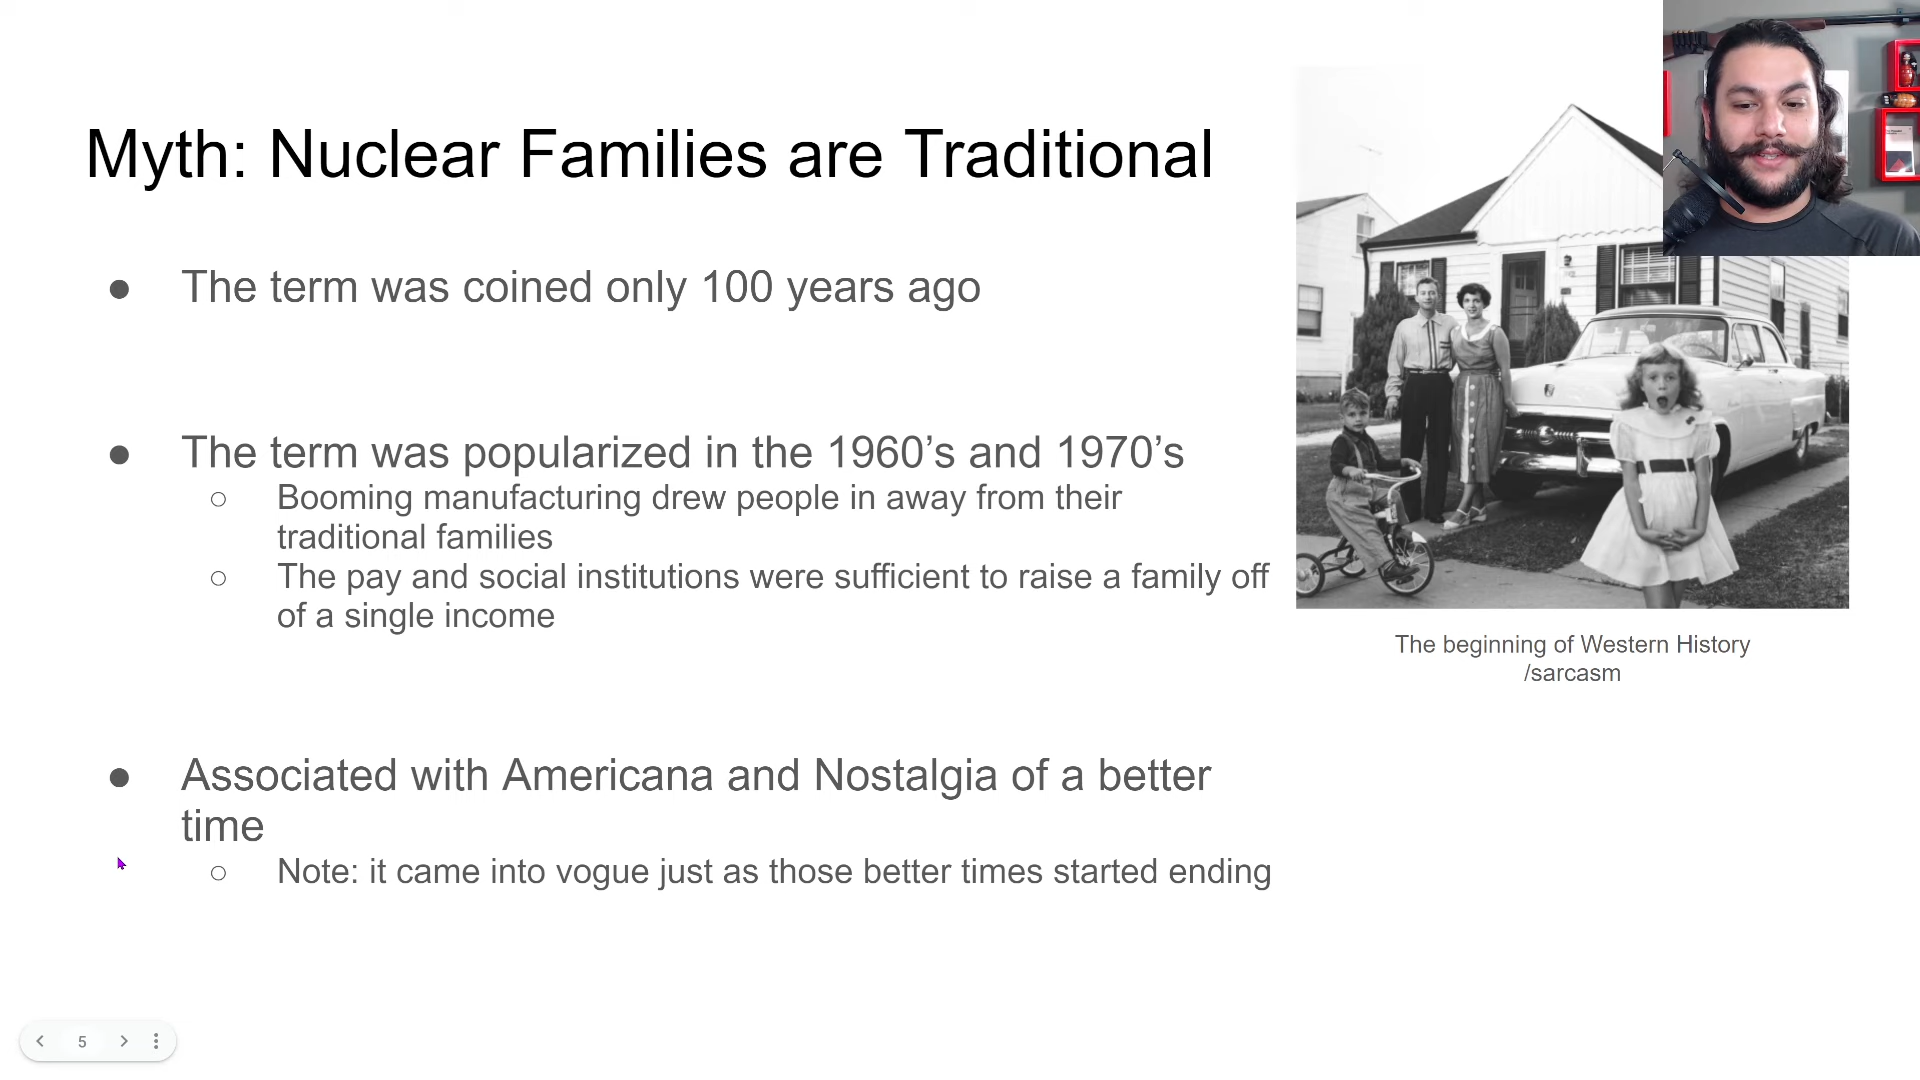 Myth: Nuclear Families are Traditional
● The term was coined only 100 years ago
● The term was popularized in the 1960’s and 1970’s
○ Booming manufacturing drew people in away from their
traditional families
○ The pay and social institutions were sufficient to raise a family off
of a single income
● Associated with Americana and Nostalgia of a better
time
○ Note: it came into vogue just as those better times started ending
The beginning of Western History
/sarcasm
5